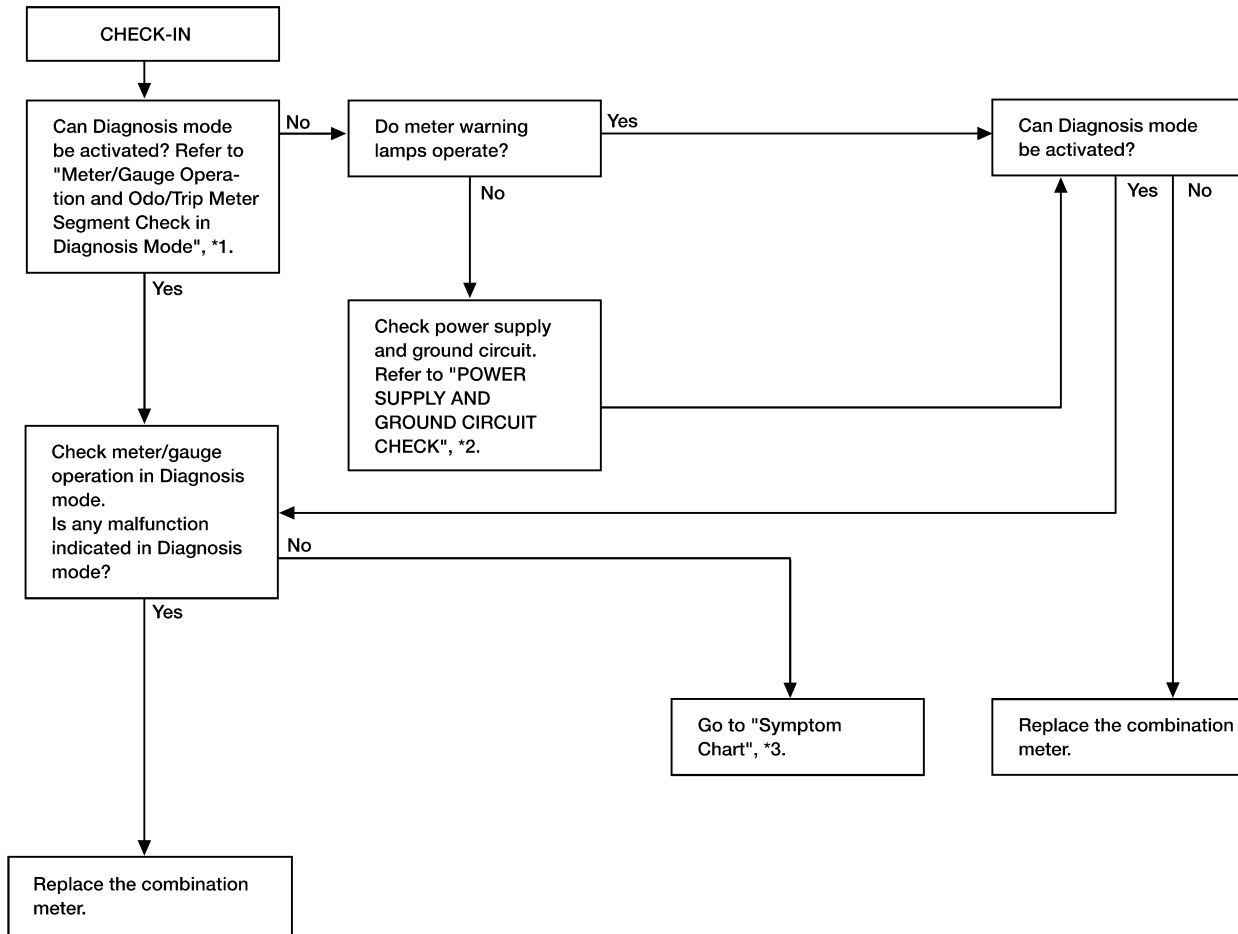 CHECK-IN
Can Diagnosis mode
be activated? Refer to
"Meter/Gauge Opera-
tion and Odo/Trip Meter
Segment Check in
Diagnosis Mode", *1.
No
Do meter warning
lamps operate?
Yes
Can Diagnosis mode
be activated?
Yes
No
No
Yes
Check power supply
and ground circuit.
Refer to "POWER
SUPPLY AND
GROUND CIRCUIT
CHECK", *2.
Check meter/gauge
operation in Diagnosis
mode.
Is any malfunction
indicated in Diagnosis
mode?
No
Yes
Go to "Symptom
Chart", *3.
Replace the combination
meter.
Replace the combination
meter.